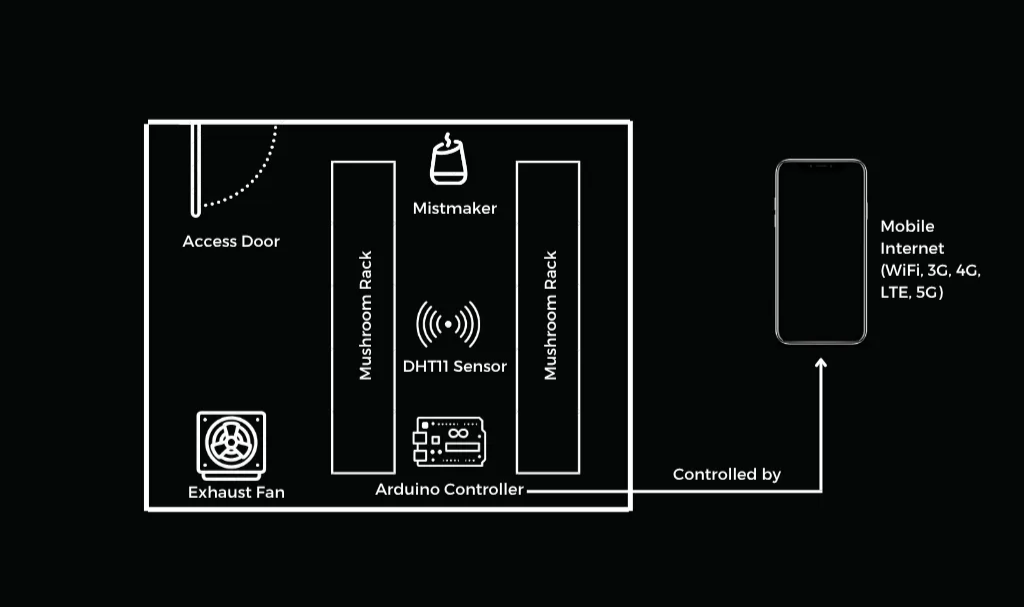 Mistmaker
Access Door
Mushroom Rack
Mushroom Rack
DHT11 Sensor
Exhaust Fan
Arduino Controller
Controlled by
Mobile
Internet
(WiFi, 3G, 4G,
LTE, 5G)